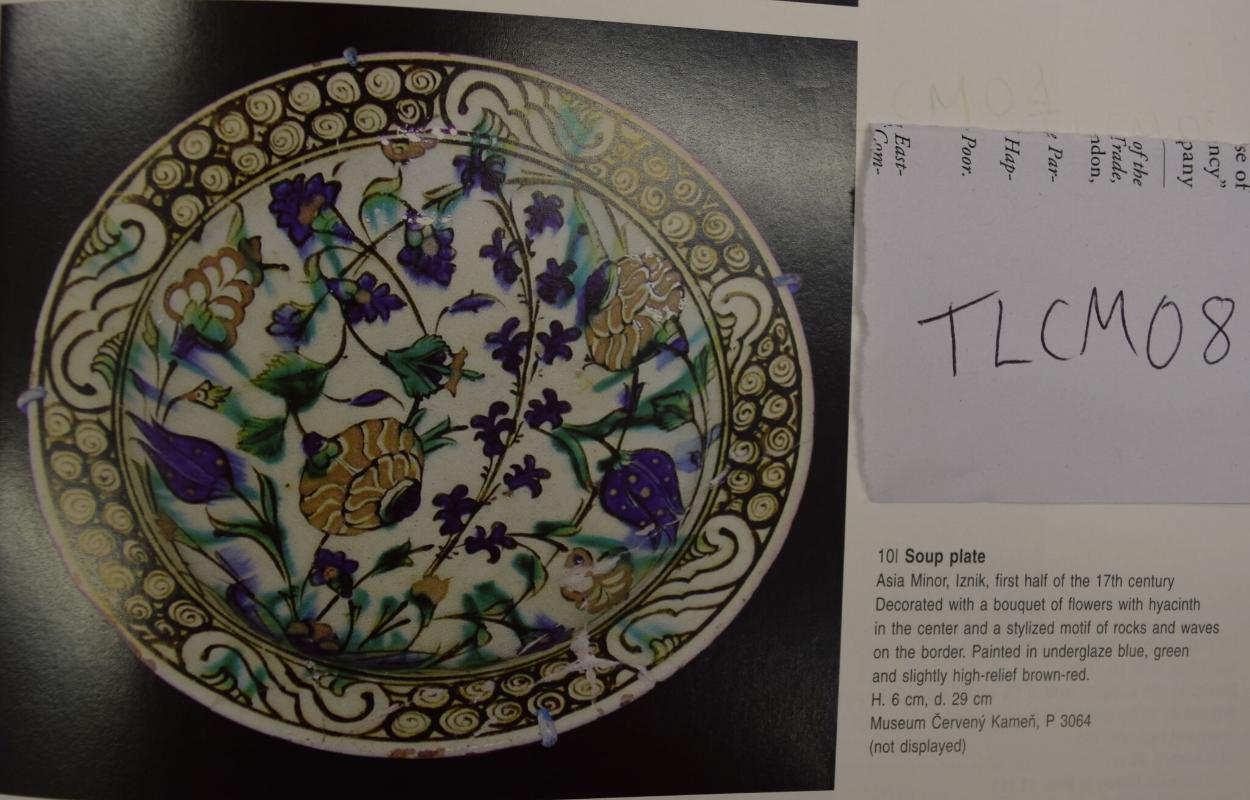 se of
ncy”
pany
of the
Trade,
ndon,
e Par-
Hap-
Poor.
East-
Com-
TLCM08
10| Soup plate
Asia Minor, Iznik, first half of the 17th century
Decorated with a bouquet of flowers with hyacinth
in the center and a stylized motif of rocks and waves
on the border. Painted in underglaze blue, green
and slightly high-relief brown-red.
H. 6 cm, d. 29 cm
Museum Červený Kameň, P 3064
(not displayed)